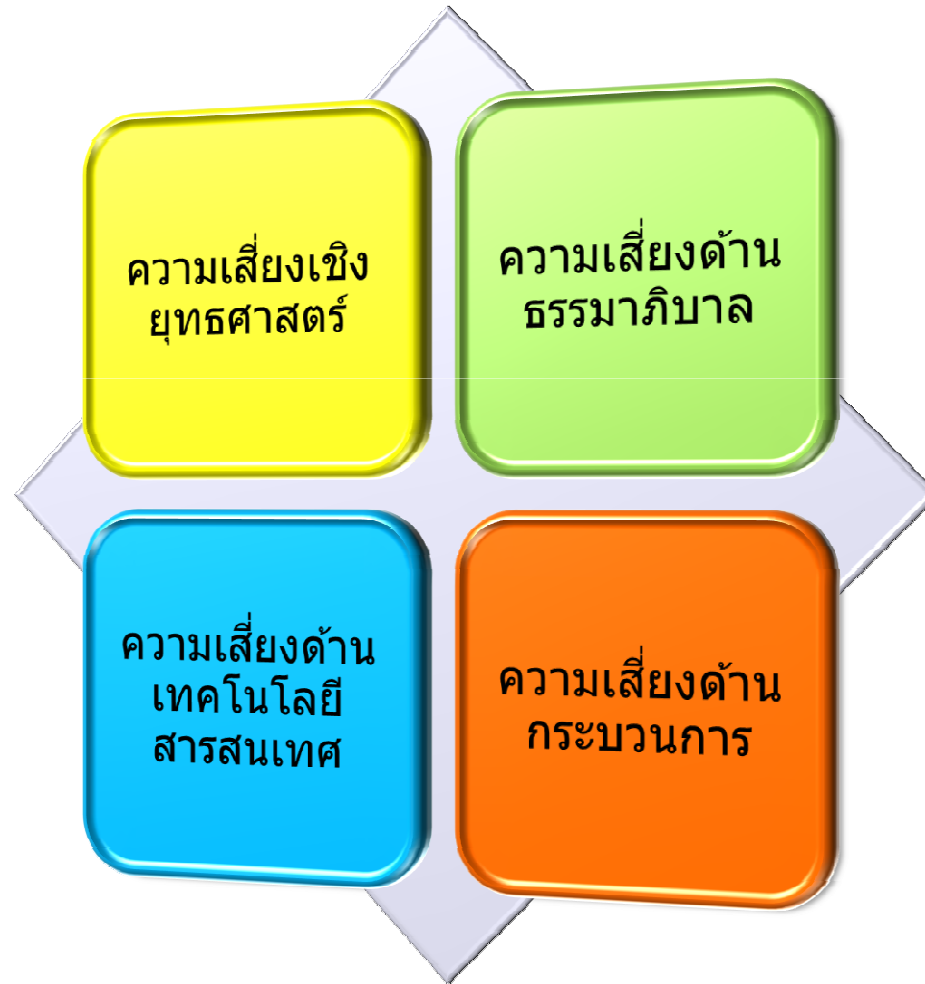 ความเสี่ยงเชิง
ยุทธศาสตร์
ความเสี่ยงด้าน
ธรรมาภิบาล
ความเสี่ยงด้าน
เทคโนโลยี
สารสนเทศ
ความเสี่ยงด้าน
กระบวนการ